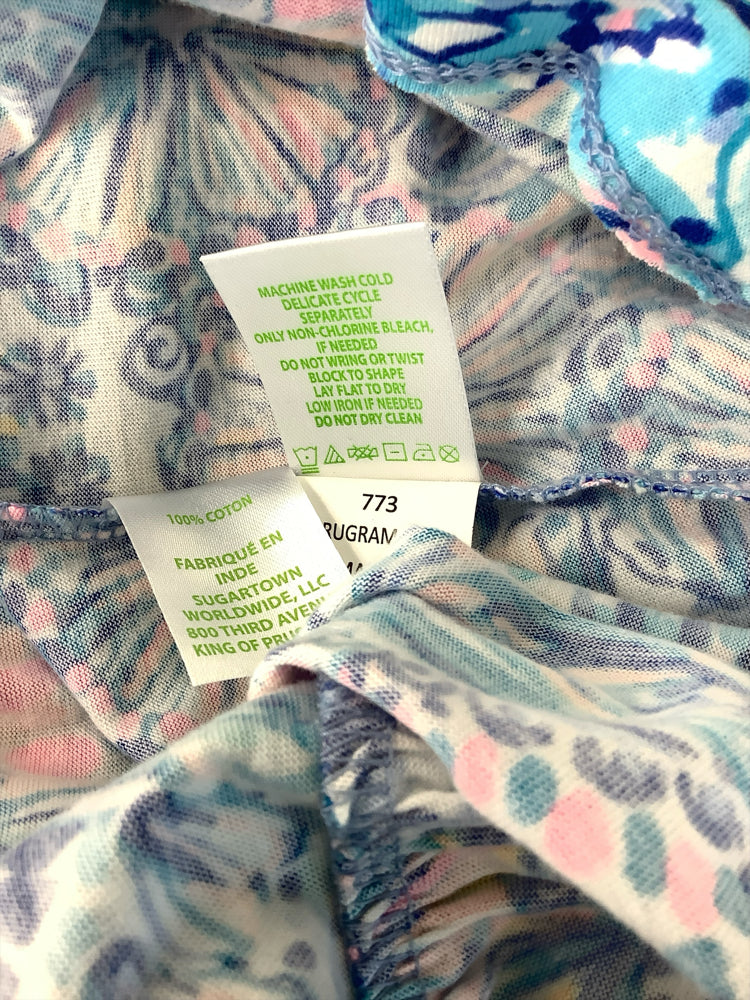 MACHINE WASH COLD
DELICATE CYCLE
SEPARATELY
ONLY NON-CHLORINE BLEACH,
IF NEEDED
DO NOT WRING OR TWIST
BLOCK TO SHAPE
LAY FLAT TO DRY
LOW IRON IF NEEDED
DO NOT DRY CLEAN
773
RUGRAM
100% COTON
FABRIQUÉ EN
INDE
SUGARTOWN
WORLDWIDE, LLC
800 THIRD AVENU
KING OF PRUS